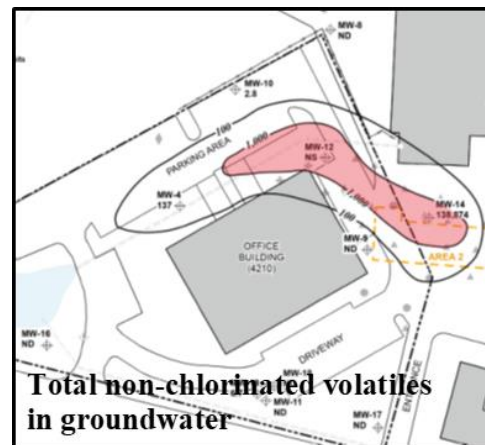 MW-8
ND
MW-10
2.8
100
1,000
PARKING AREA
MW-12
NS
MW-4
137
1,000
100
MW-14
138,874
MW-9
ND
OFFICE
BUILDING
(4210)
AREA 2
MW-16
ND
DRIVEWAY
ENTRANCE
MW-11
ND
MW-17
ND
Total non-chlorinated volatiles
in groundwater